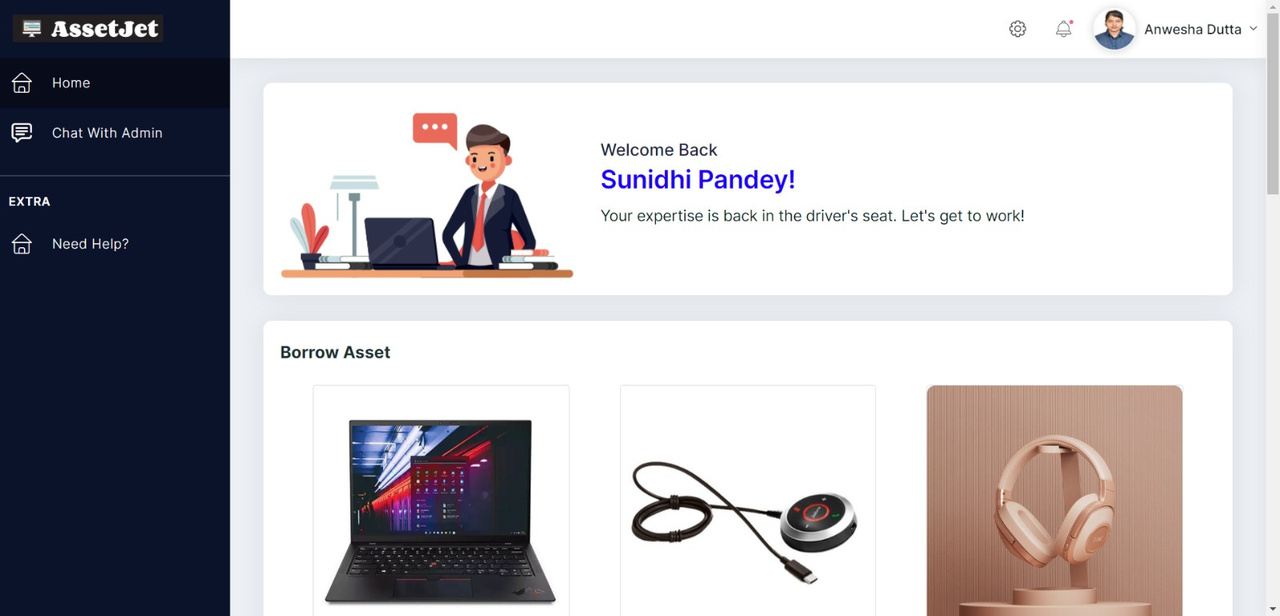 AssetJet
Anwesha Dutta
Home
Chat With Admin
EXTRA
Need Help?
Welcome Back
Sunidhi Pandey!
Your expertise is back in the driver's seat. Let's get to work!
Borrow Asset